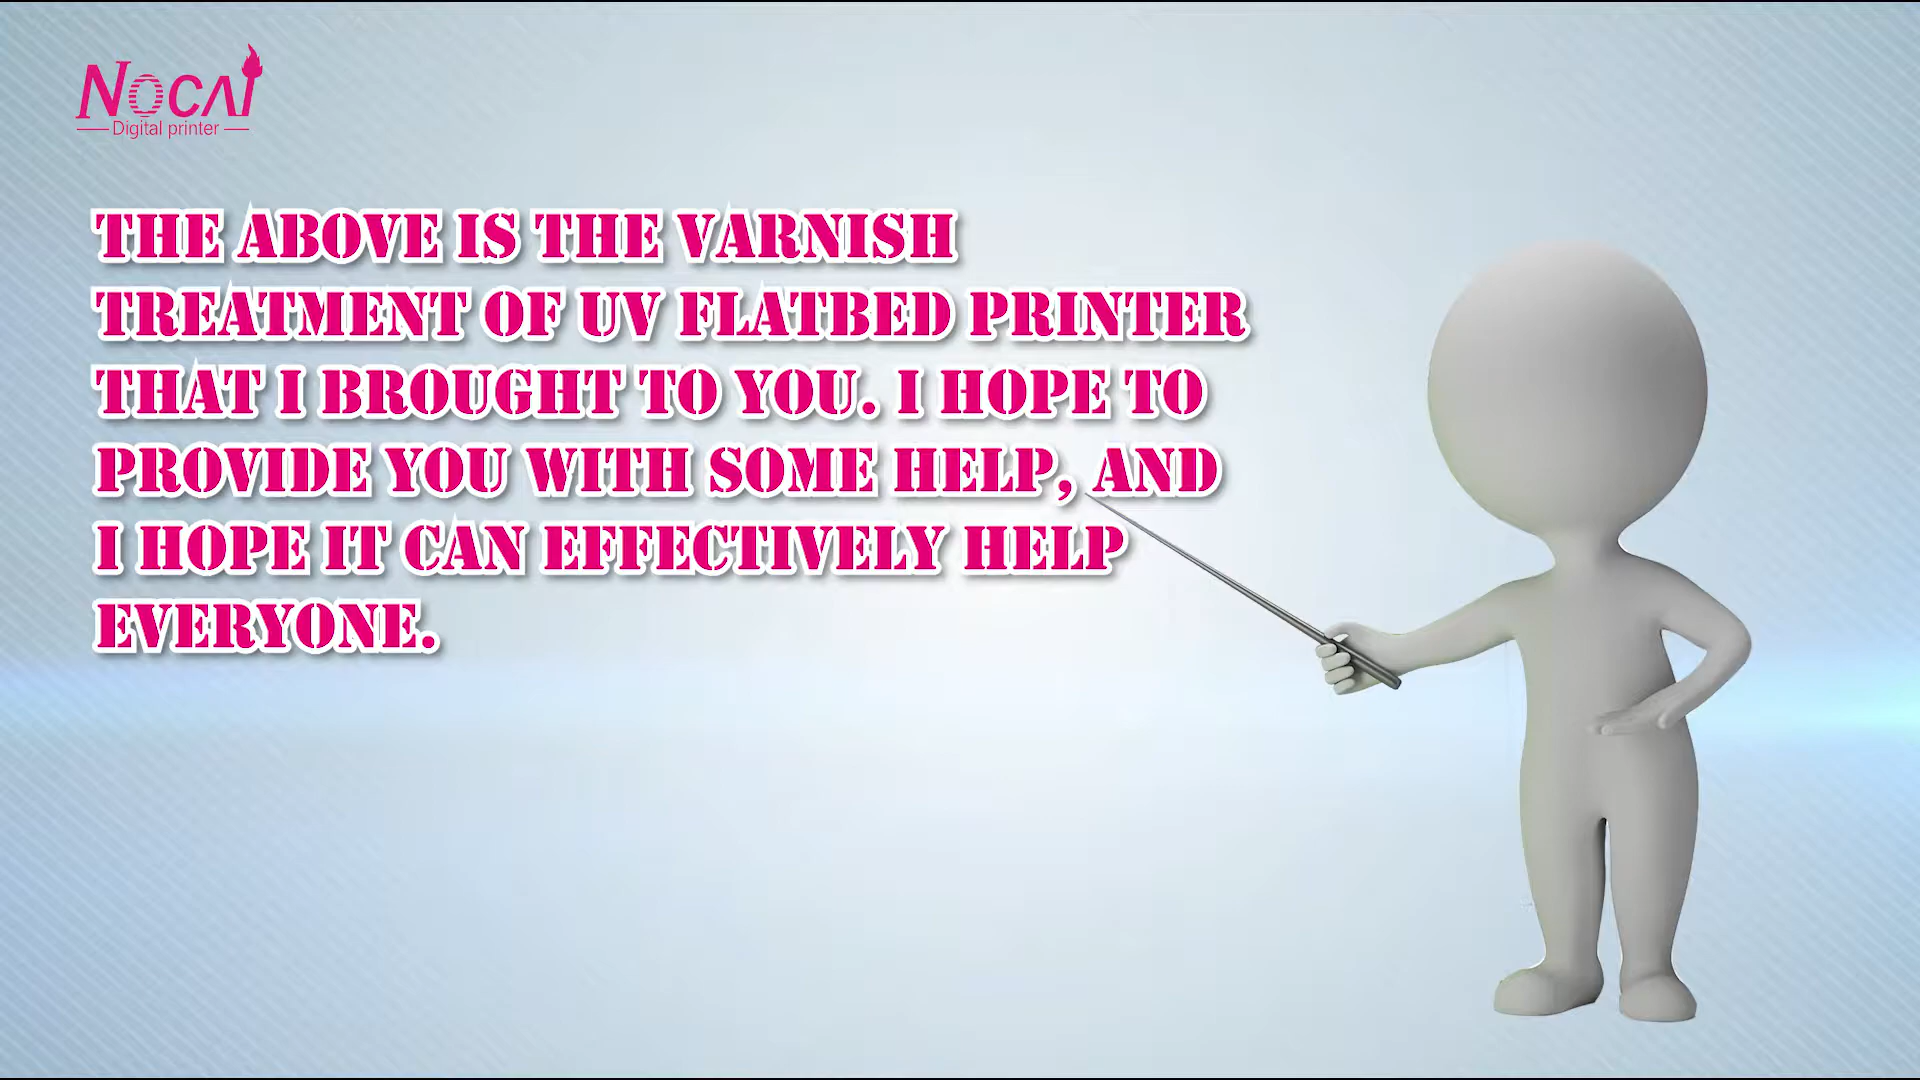 NOCAI
Digital printer
THE ABOVE IS THE VARNISH
TREATMENT OF UV FLATBED PRINTER
THAT I BROUGHT TO YOU. I HOPE TO
PROVIDE YOU WITH SOME HELP, AND
I HOPE IT CAN EFFECTIVELY HELP
EVERYONE.